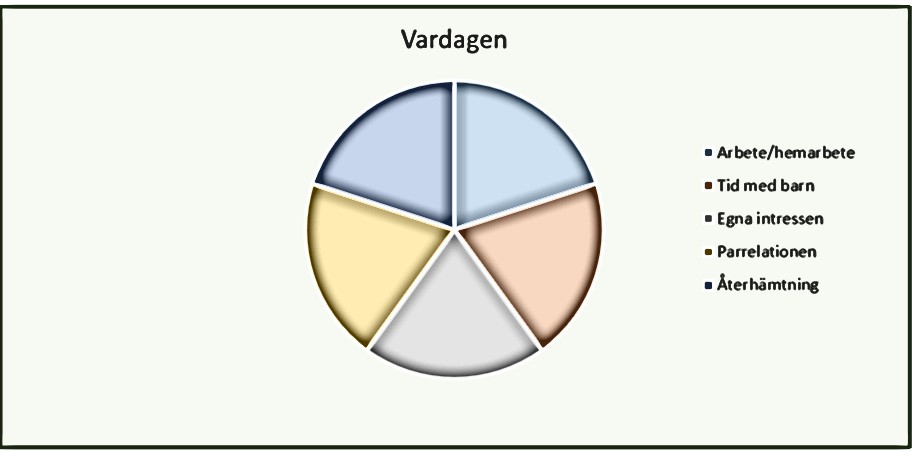 Vardagen
Arbete/hemarbete
Tid med barn
Egna intressen
Parrelationen
Återhämtning